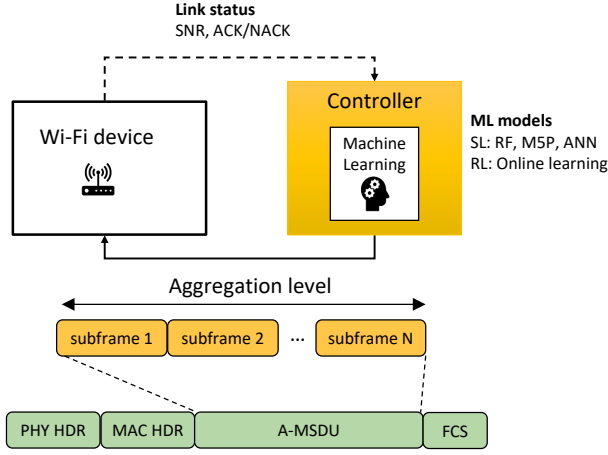 Link status
SNR, ACK/NACK
Wi-Fi device
Controller
Machine
Learning
ML models
SL: RF, M5P, ANN
RL: Online learning
Aggregation level
subframe 1 subframe 2 ... subframe N
PHY HDR MAC HDR A-MSDU FCS